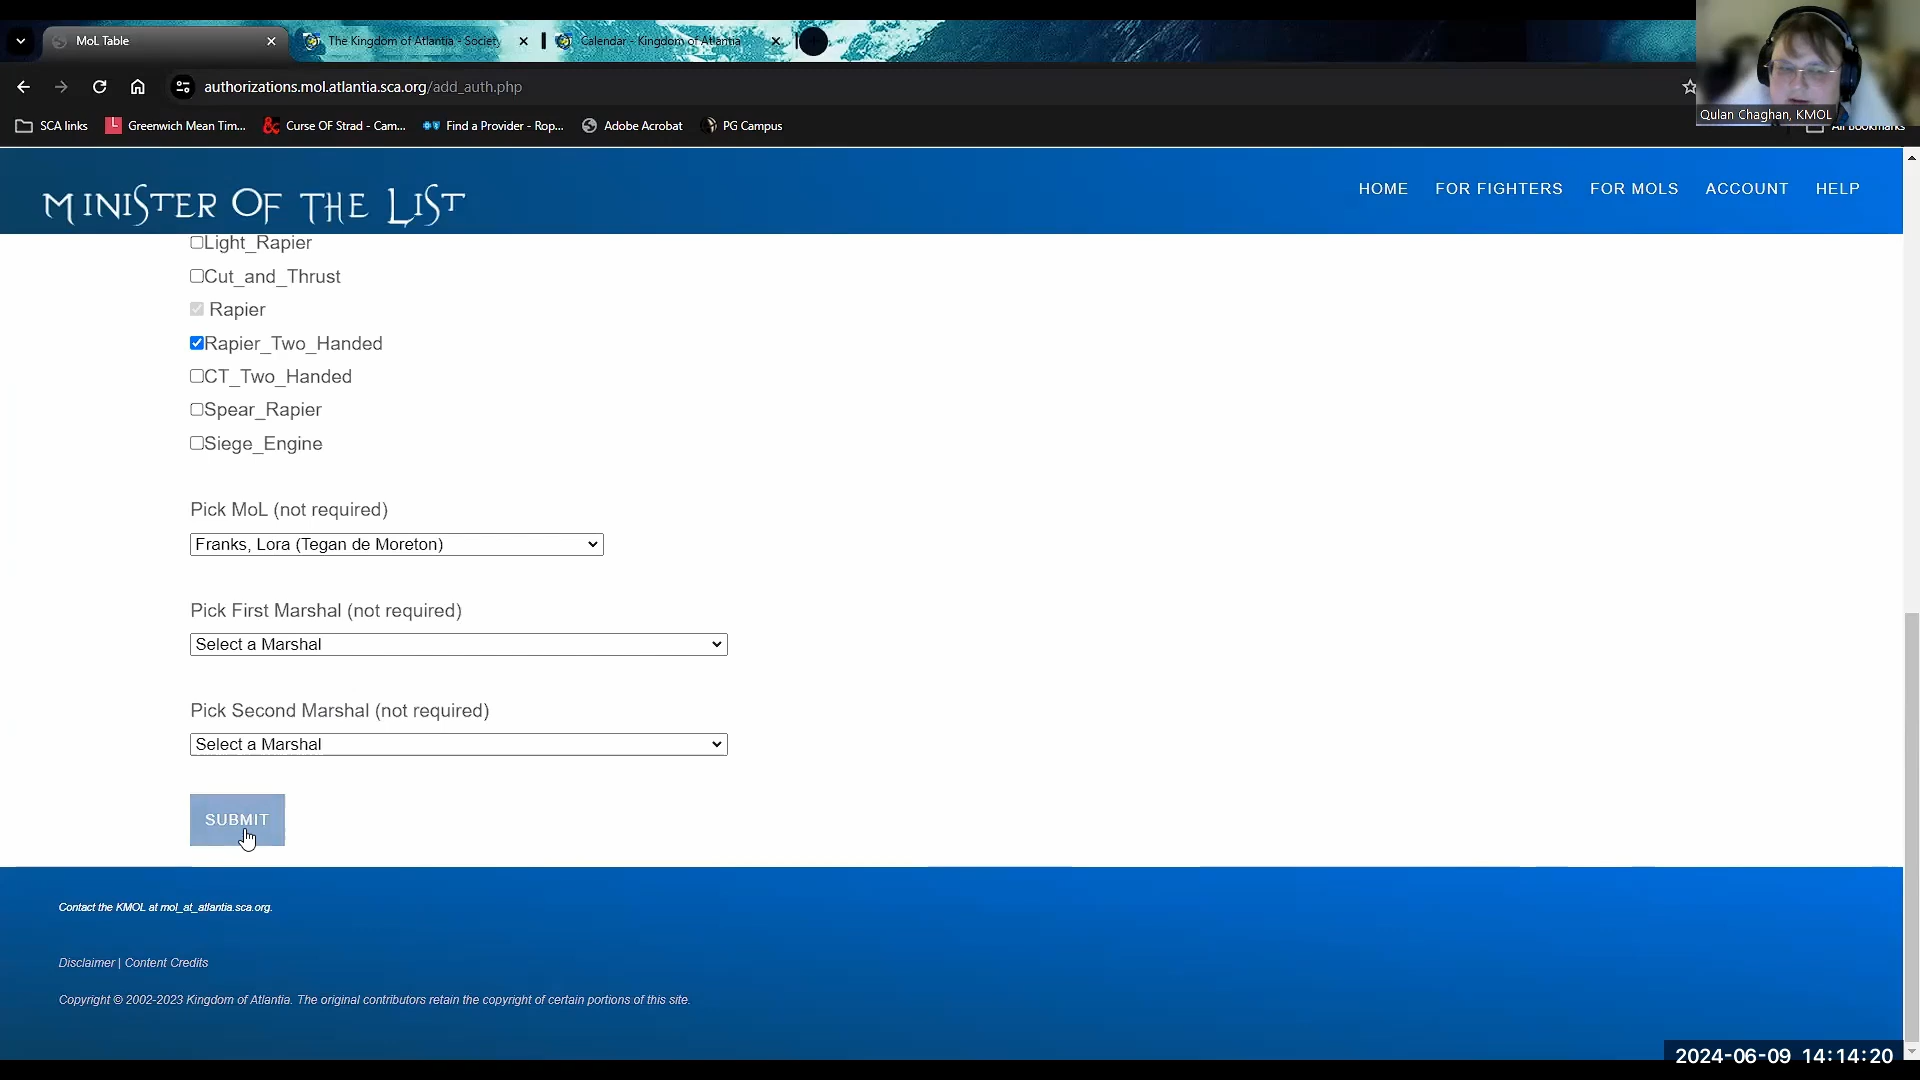 MoL Table
The Kingdom of Atlantia - Society
Calendar - Kingdom of Atlantia
authorizations.mol.atlantia.sca.org/add_auth.php
SCA links
Greenwich Mean Tim...
Curse OF Strad - Cam...
Find a Provider - Rop...
Adobe Acrobat
PG Campus
All Bookmarks
Qulan Chaghan, KMOL
MINISTER OF THE LIST
HOME
FOR FIGHTERS
FOR MOLS
ACCOUNT
HELP
Light_Rapier
Cut_and_Thrust
Rapier
Rapier_Two_Handed
CT_Two_Handed
Spear_Rapier
Siege_Engine
Pick MoL (not required)
Franks, Lora (Tegan de Moreton)
Pick First Marshal (not required)
Select a Marshal
Pick Second Marshal (not required)
Select a Marshal
SUBMIT
Contact the KMOL at mol_at_atlantia.sca.org.
Disclaimer | Content Credits
Copyright © 2002-2023 Kingdom of Atlantia. The original contributors retain the copyright of certain portions of this site.
2024-06-09 14:14:20